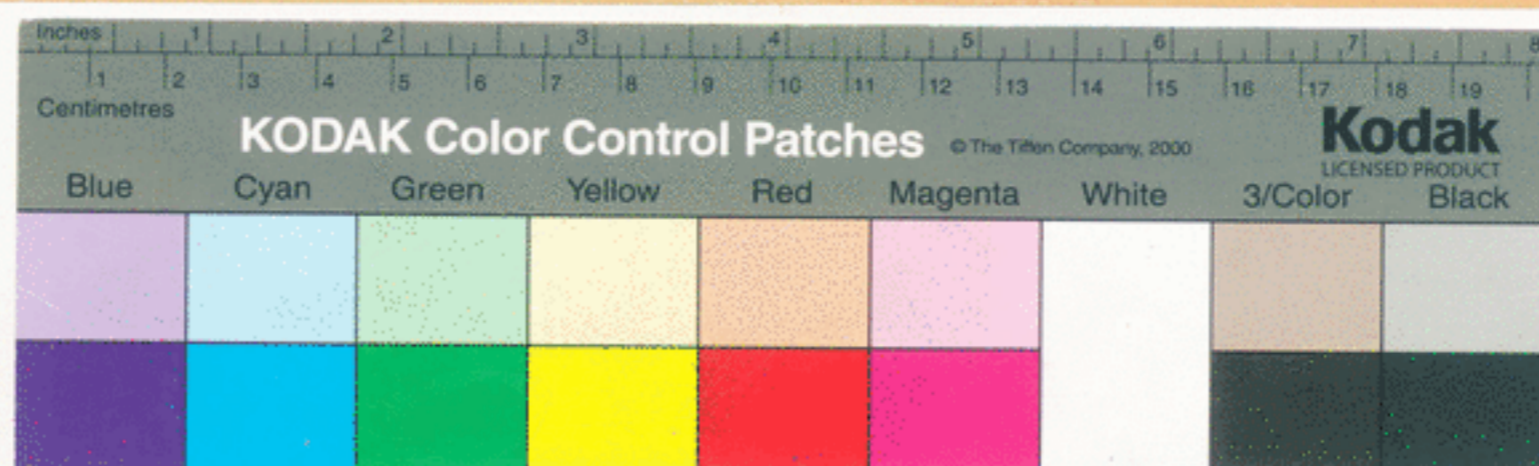 Inches 1 2 3 4 5 6 7 8
1 2 3 4 5 6 7 8 9 10 11 12 13 14 15 16 17 18 19
Centimetres
KODAK Color Control Patches © The Tiffen Company, 2000 Kodak
LICENSED PRODUCT
Blue Cyan Green Yellow Red Magenta White 3/Color Black